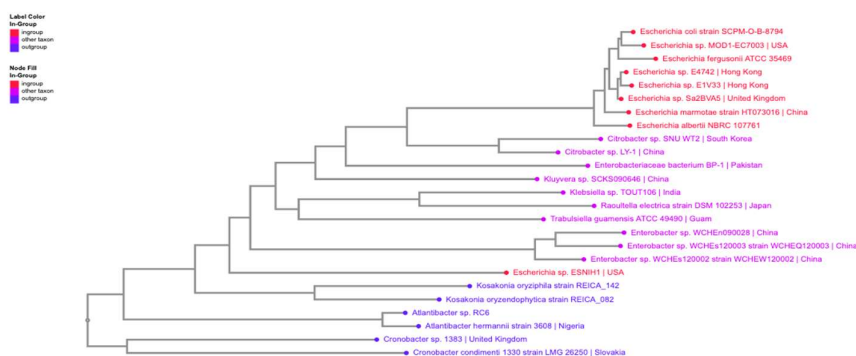 Label Color
In-Group
ingroup
other taxon
outgroup
Node Fill
In-Group
ingroup
other taxon
outgroup
Escherichia coli strain SCPM-O-B-8794
Escherichia sp. MOD1-EC7003 | USA
Escherichia fergusonii ATCC 35469
Escherichia sp. E4742 | Hong Kong
Escherichia sp. E1V33 | Hong Kong
Escherichia sp. Sa2BVA5 | United Kingdom
Escherichia marmotae strain HT073016 | China
Escherichia albertii NBRC 107761
Citrobacter sp. SNU WT2 | South Korea
Citrobacter sp. LY-1 | China
Enterobacteriaceae bacterium BP-1 | Pakistan
Kluyvera sp. SCKS090646 | China
Klebsiella sp. TOUT106 | India
Raoultella electrica strain DSM 102253 | Japan
Trabulsiella guamensis ATCC 49490 | Guam
Enterobacter sp. WCHEn090028 | China
Enterobacter sp. WCHEs120003 strain WCHEQ120003 | China
Enterobacter sp. WCHEs120002 strain WCHEW120002 | China
Escherichia sp. ESNIH1 | USA
Kosakonia oryziphila strain REICA_142
Kosakonia oryzendophytica strain REICA_082
Atlantibacter sp. RC6
Atlantibacter hermannii strain 3608 | Nigeria
Cronobacter sp. 1383 | United Kingdom
Cronobacter condimenti 1330 strain LMG 26250 | Slovakia